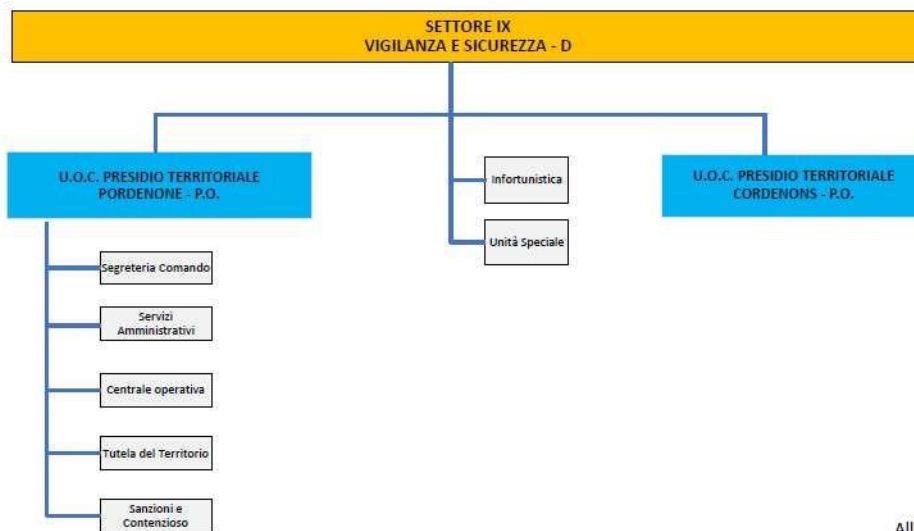 SETTORE IX
VIGILANZA E SICUREZZA - D
U.O.C. PRESIDIO TERRITORIALE
PORDENONE - P.O.
Infortunistica
Unità Speciale
U.O.C. PRESIDIO TERRITORIALE
CORDENONS - P.O.
Segreteria Comando
Servizi
Amministrativi
Centrale operativa
Tutela del Territorio
Sanzioni e
Contenzioso
All